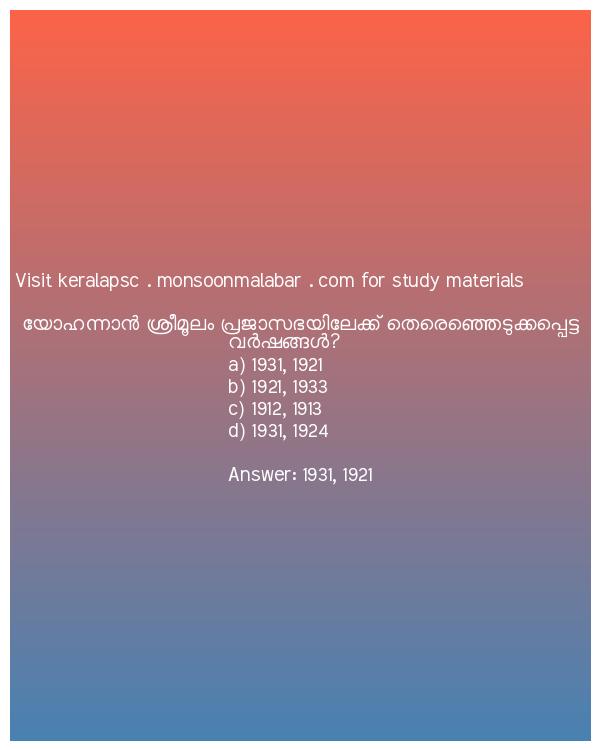 Visit keralapsc . monsoonmalabar . com for study materials
യോഹന്നാൻ ശ്രീമൂലം പ്രജാസഭയിലേക്ക് തെരെഞ്ഞെടുക്കപ്പെട്ട
വർഷങ്ങൾ?
a) 1931, 1921
b) 1921, 1933
c) 1912, 1913
d) 1931, 1924
Answer: 1931, 1921